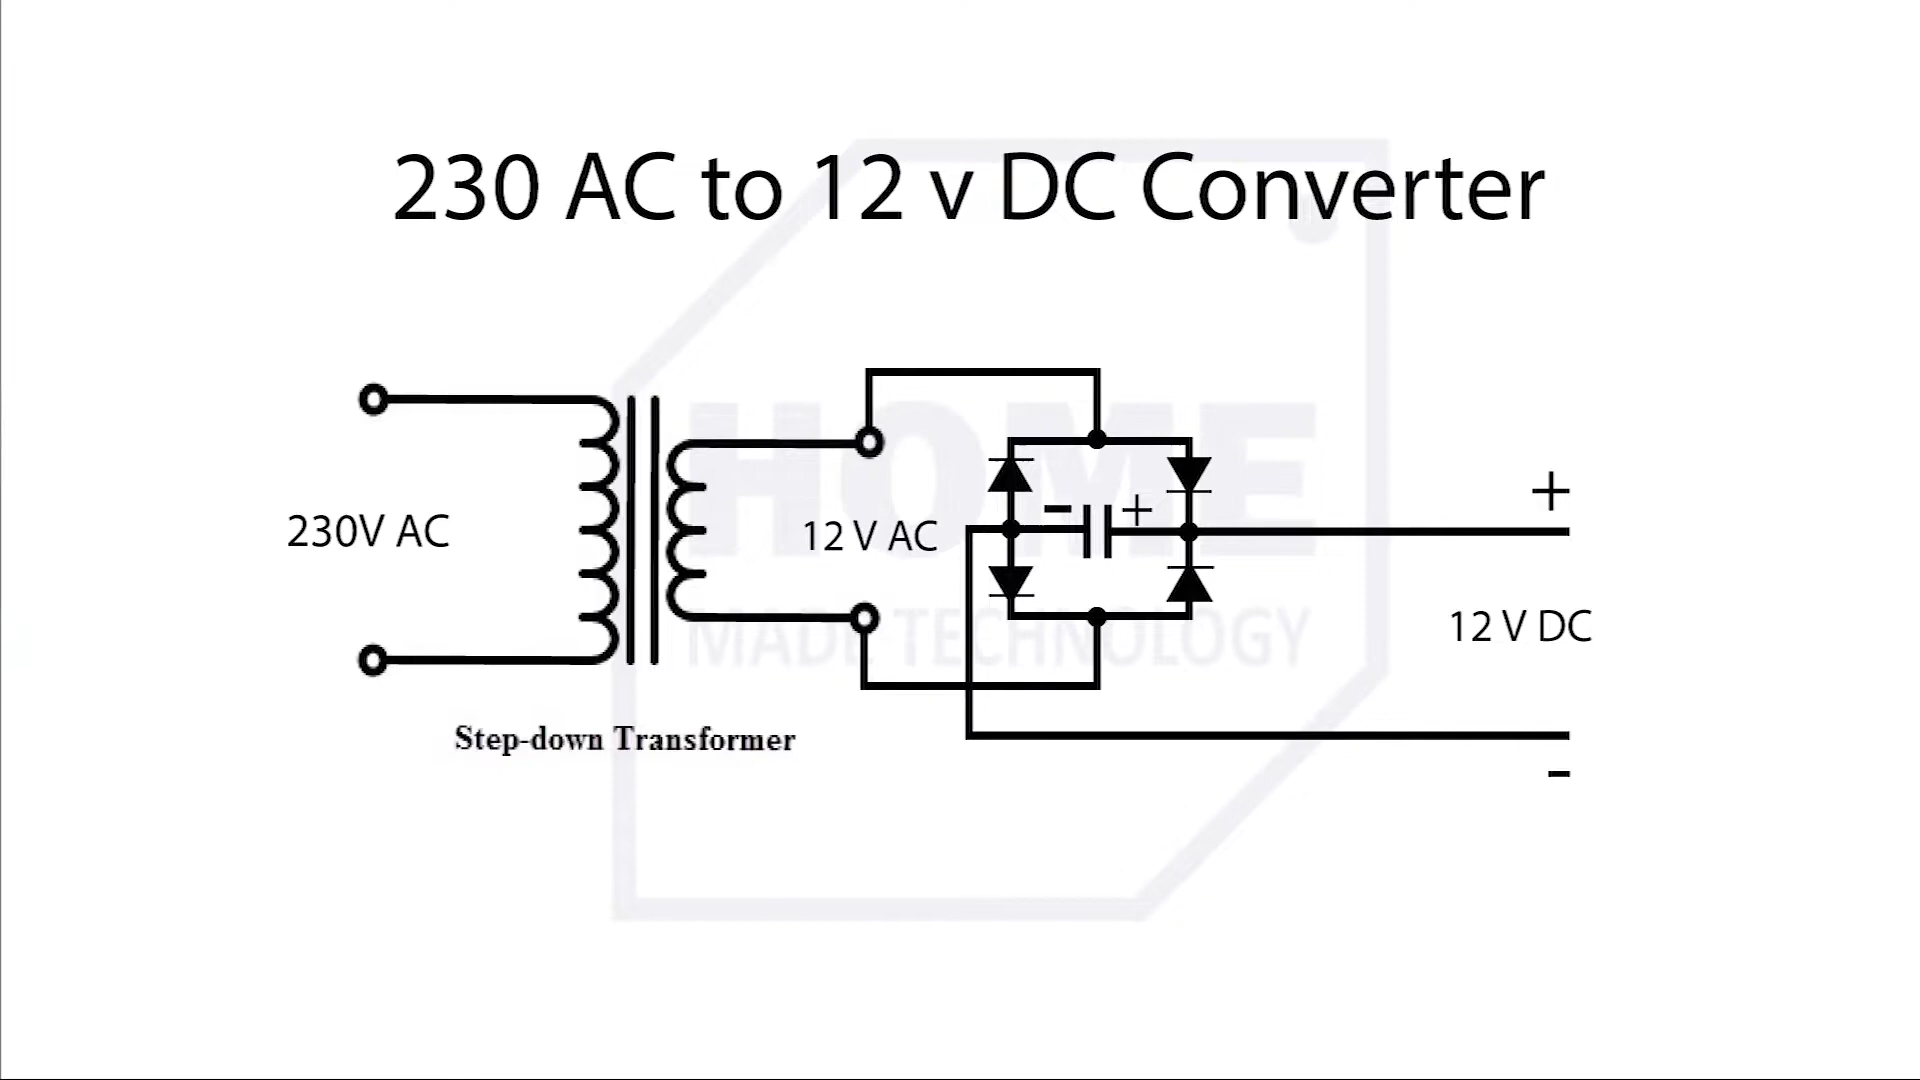 230 AC to 12 v DC Converter
230V AC
12 V AC
- +
+
12 V DC
-
Step-down Transformer
HOME
MADE TECHNOLOGY